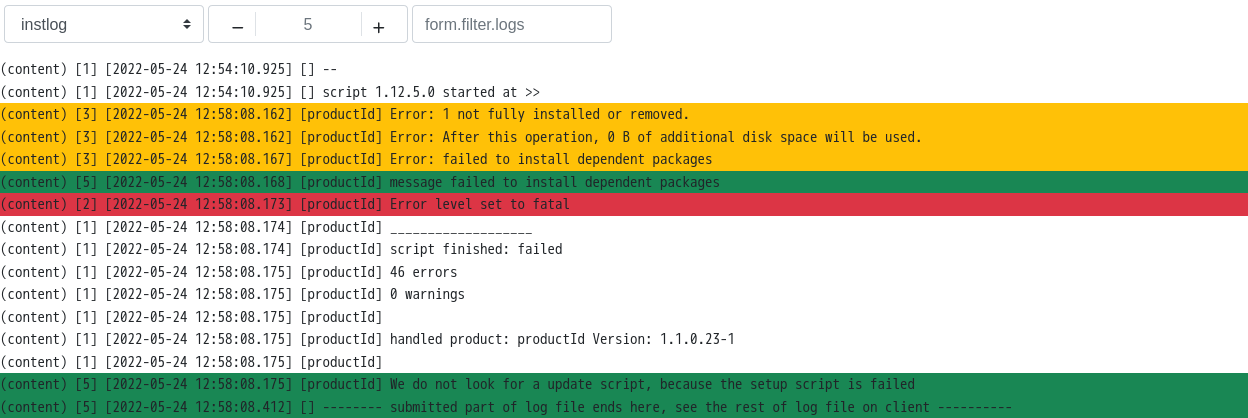 instlog − 5 + form.filter.logs
(content) [1] [2022-05-24 12:54:10.925] [] --
(content) [1] [2022-05-24 12:54:10.925] [] script 1.12.5.0 started at >>
(content) [3] [2022-05-24 12:58:08.162] [productId] Error: 1 not fully installed or removed.
(content) [3] [2022-05-24 12:58:08.162] [productId] Error: After this operation, 0 B of additional disk space will be used.
(content) [3] [2022-05-24 12:58:08.167] [productId] Error: failed to install dependent packages
(content) [5] [2022-05-24 12:58:08.168] [productId] message failed to install dependent packages
(content) [2] [2022-05-24 12:58:08.173] [productId] Error level set to fatal
(content) [1] [2022-05-24 12:58:08.174] [productId] ___________________
(content) [1] [2022-05-24 12:58:08.174] [productId] script finished: failed
(content) [1] [2022-05-24 12:58:08.175] [productId] 46 errors
(content) [1] [2022-05-24 12:58:08.175] [productId] 0 warnings
(content) [1] [2022-05-24 12:58:08.175] [productId]
(content) [1] [2022-05-24 12:58:08.175] [productId] handled product: productId Version: 1.1.0.23-1
(content) [1] [2022-05-24 12:58:08.175] [productId]
(content) [5] [2022-05-24 12:58:08.175] [productId] We do not look for a update script, because the setup script is failed
(content) [5] [2022-05-24 12:58:08.412] [] -------- submitted part of log file ends here, see the rest of log file on client ----------